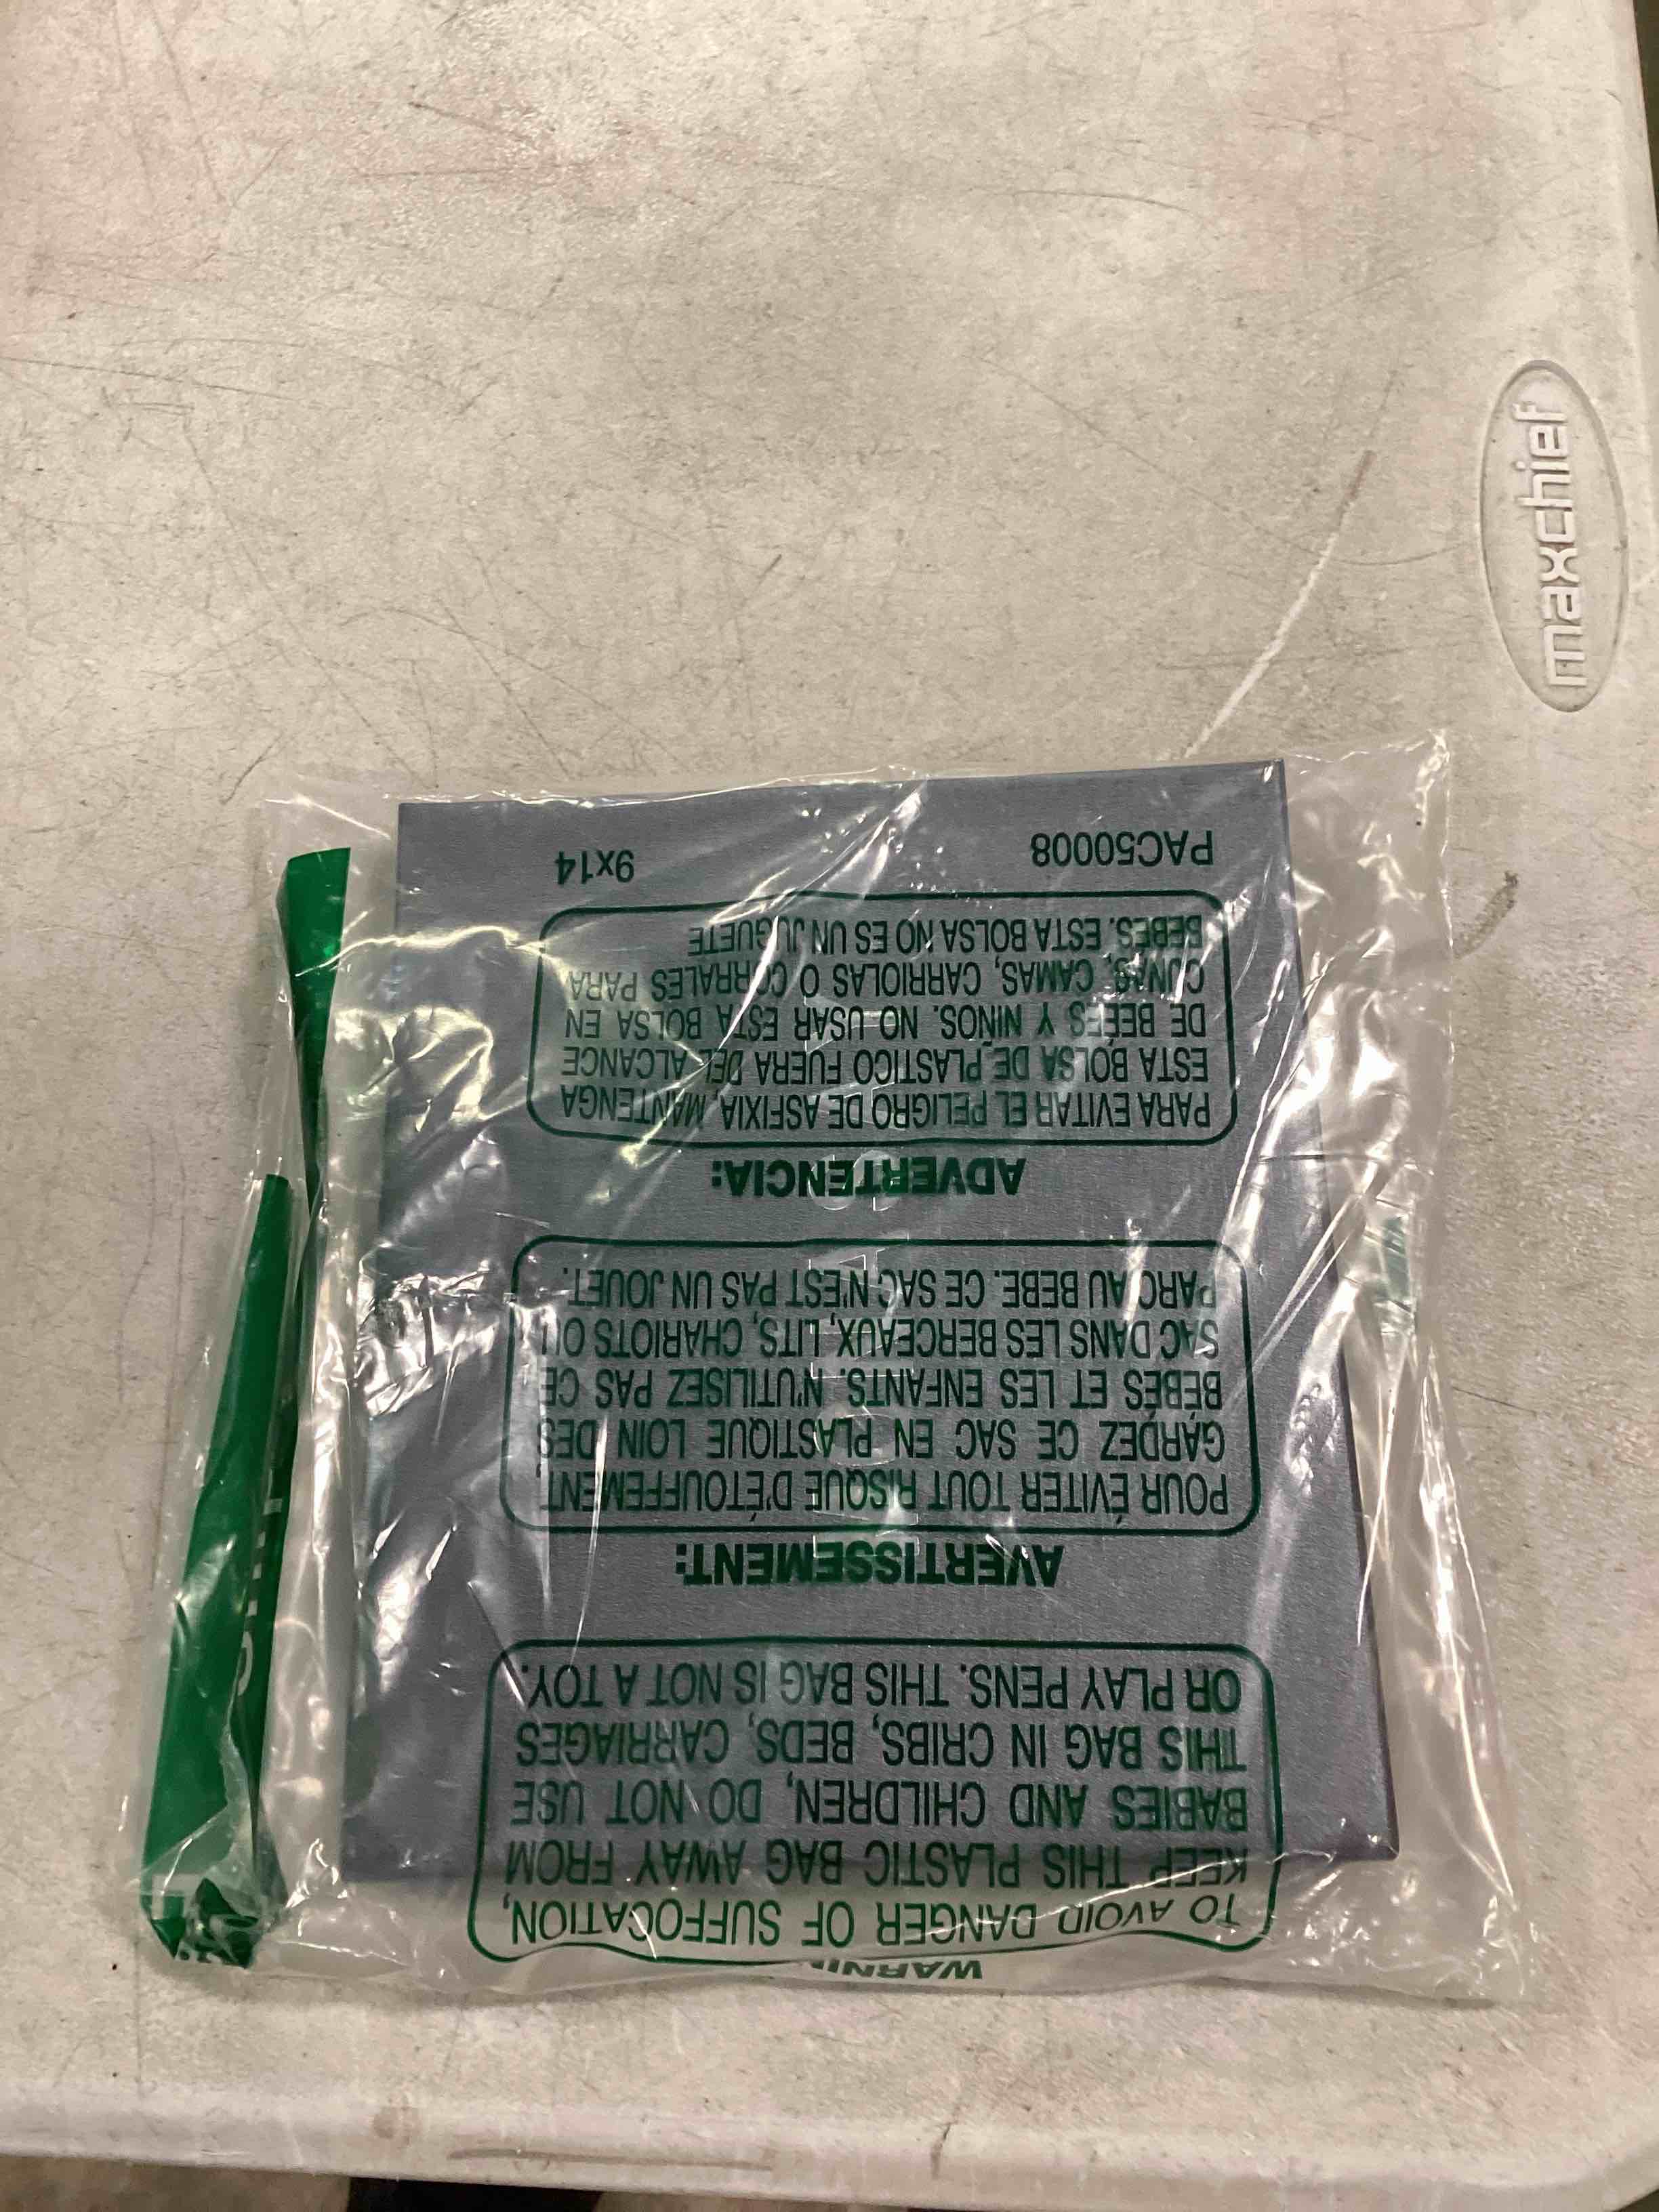 WARNIN
TO AVOID DANGER OF SUFFOCATION,
KEEP THIS PLASTIC BAG AWAY FROM
BABIES AND CHILDREN, DO NOT USE
THIS BAG IN CRIBS, BEDS, CARRIAGES
OR PLAY PENS. THIS BAG IS NOT A TOY.
AVERTISSEMENT:
POUR ÉVITER TOUT RISQUE D'ÉTOUFFEMENT,
GARDEZ CE SAC EN PLASTIQUE LOIN DES
BÉBÉS ET LES ENFANTS. N'UTILISEZ PAS CE
SAC DANS LES BERCEAUX, LITS, CHARIOTS OU
PARC AU BEBE. CE SAC N'EST PAS UN JOUET.
ADVERTENCIA:
PARA EVITAR EL PELIGRO DE ASFIXIA, MANTENGA
ESTA BOLSA DE PLASTICO FUERA DEL ALCANCE
DE BEBÉS Y NIÑOS. NO USAR ESTA BOLSA EN
CUNAS, CAMAS, CARRIOLAS O CORRALES PARA
BEBES. ESTA BOLSA NO ES UN JUGUETE
PAC50008 9x14
maxchief